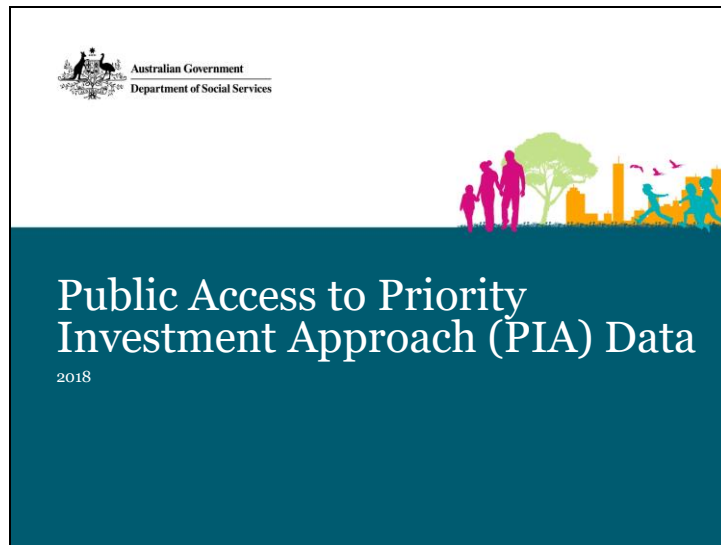 Australian Government
Department of Social Services
Public Access to Priority
Investment Approach (PIA) Data
2018